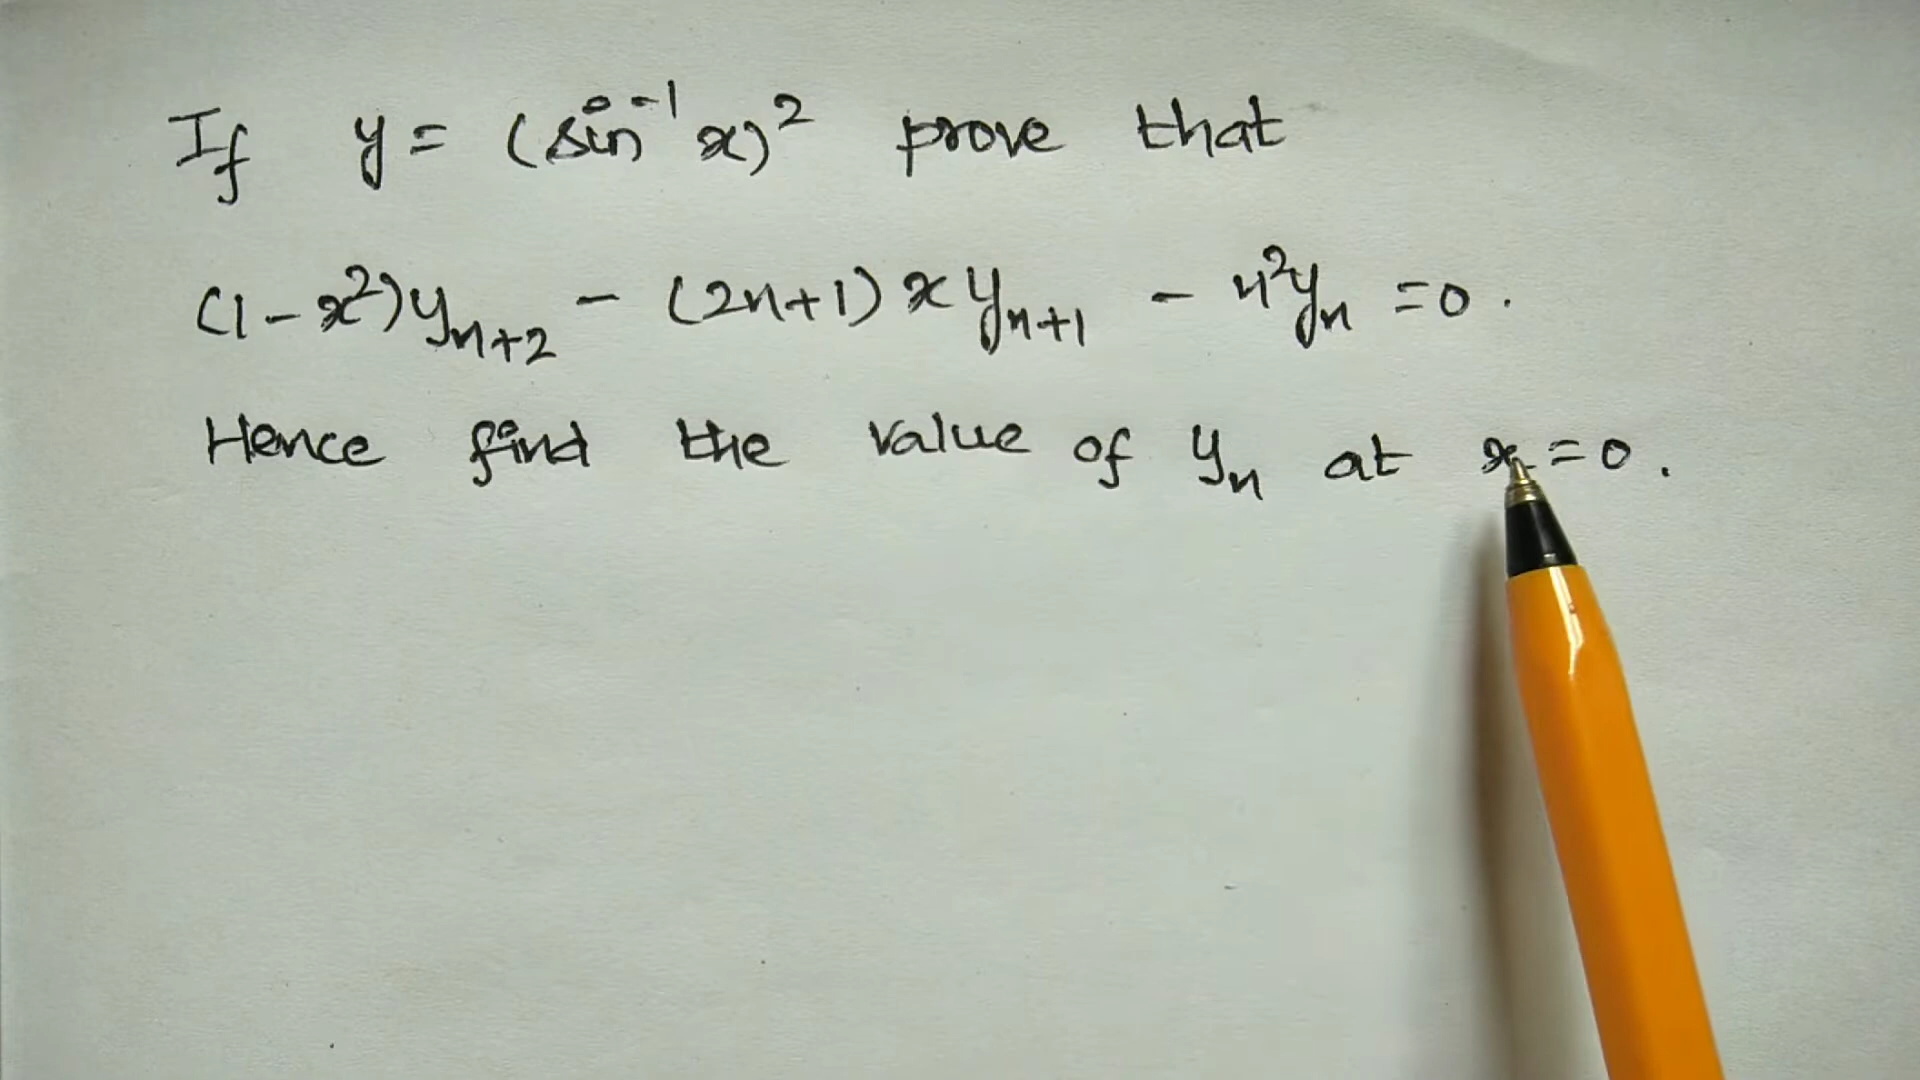 If y = (sin⁻¹x)² prove that
(1-x²)yₙ₊₂ - (2n+1)xyₙ₊₁ - n²yₙ = 0.
Hence find the value of yₙ at x=0.